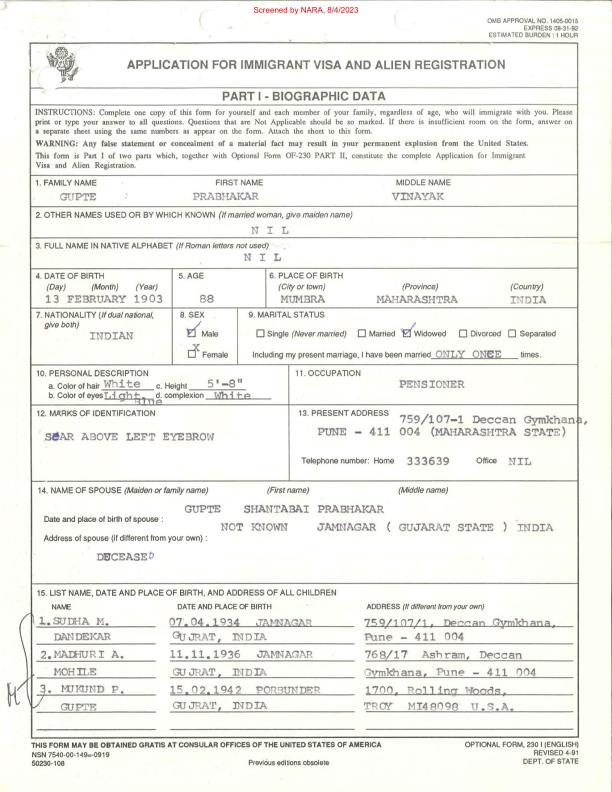 Screened by NARA, 8/4/2023
OMB APPROVAL NO. 1405-0015
EXPRESS 08-31-92
ESTIMATED BURDEN : 1 HOUR
APPLICATION FOR IMMIGRANT VISA AND ALIEN REGISTRATION
PART I - BIOGRAPHIC DATA
INSTRUCTIONS: Complete one copy of this form for yourself and each member of your family, regardless of age, who will immigrate with you. Please
print or type your answer to all questions. Questions that are Not Applicable should be so marked. If there is insufficient room on the form, answer on
a separate sheet using the same numbers as appear on the form. Attach the sheet to this form.
WARNING: Any false statement or concealment of a material fact may result in your permanent explusion from the United States.
This form is Part I of two parts which, together with Optional Form OF-230 PART II, constitute the complete Application for Immigrant
Visa and Alien Registration.
1. FAMILY NAME FIRST NAME MIDDLE NAME
GUPTE PRABHAKAR VINAYAK
2. OTHER NAMES USED OR BY WHICH KNOWN (If married woman, give maiden name)
N I L
3. FULL NAME IN NATIVE ALPHABET (If Roman letters not used)
N I L
4. DATE OF BIRTH 5. AGE 6. PLACE OF BIRTH
(Day) (Month) (Year) (City or town) (Province) (Country)
13 FEBRUARY 1903 88 MUMBRA MAHARASHTRA INDIA
7. NATIONALITY (If dual national, give both) 8. SEX 9. MARITAL STATUS
INDIAN Male Single (Never married) Married Widowed Divorced Separated
X Female Including my present marriage, I have been married ONLY ONCE times.
10. PERSONAL DESCRIPTION 11. OCCUPATION
a. Color of hair White c. Height 5'-8" PENSIONER
b. Color of eyes Light Blue d. complexion White
12. MARKS OF IDENTIFICATION 13. PRESENT ADDRESS 759/107-1 Deccan Gymkhana,
SCAR ABOVE LEFT EYEBROW PUNE - 411 004 (MAHARASHTRA STATE)
Telephone number: Home 333639 Office NIL
14. NAME OF SPOUSE (Maiden or family name) (First name) (Middle name)
GUPTE SHANTABAI PRABHAKAR
Date and place of birth of spouse :
NOT KNOWN JAMNAGAR ( GUJARAT STATE ) INDIA
Address of spouse (if different from your own) :
DECEASED
15. LIST NAME, DATE AND PLACE OF BIRTH, AND ADDRESS OF ALL CHILDREN
NAME DATE AND PLACE OF BIRTH ADDRESS (If different from your own)
1. SUDHA M. 07.04.1934 JAMNAGAR 759/107/1, Deccan Gymkhana,
DANDEKAR GUJRAT, INDIA Pune - 411 004
2. MADHURI A. 11.11.1936 JAMNAGAR 768/17 Ashram, Deccan
MOHILE GUJRAT, INDIA Gymkhana, Pune - 411 004
3. MUKUND P. 15.02.1942 PORBUNDER 1700, Rolling Woods,
GUPTE GUJRAT, INDIA TROY MI48098 U.S.A.
THIS FORM MAY BE OBTAINED GRATIS AT CONSULAR OFFICES OF THE UNITED STATES OF AMERICA OPTIONAL FORM, 230 I (ENGLISH)
NSN 7540-00-149=-0919 REVISED 4-91
50230-108 Previous editions obsolete DEPT. OF STATE